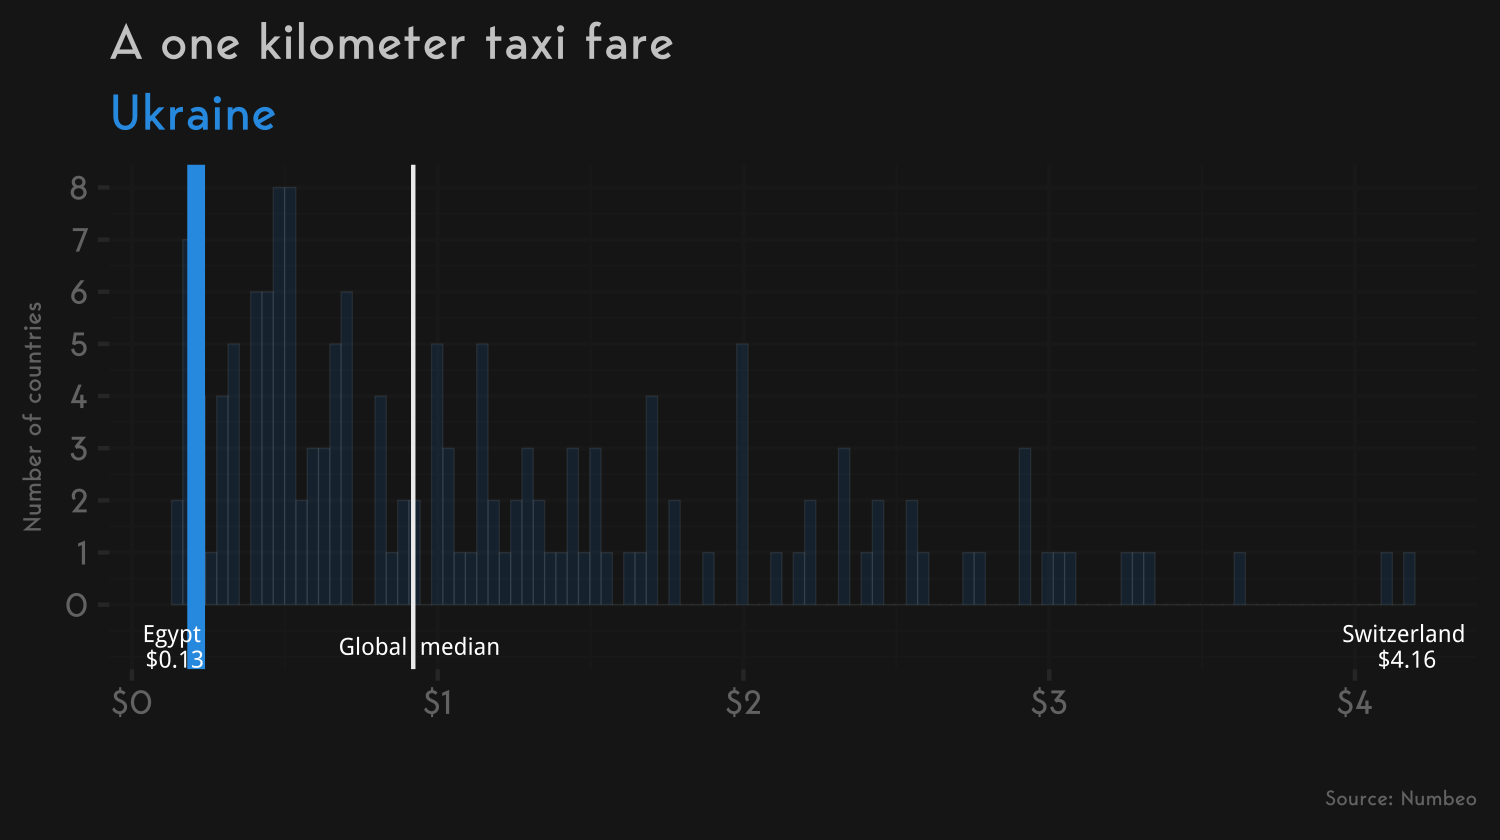 A one kilometer taxi fare
Ukraine
Number of countries
8
7
6
5
4
3
2
1
0
Egypt
$0.13
Global median
Switzerland
$4.16
$0 $1 $2 $3 $4
Source: Numbeo